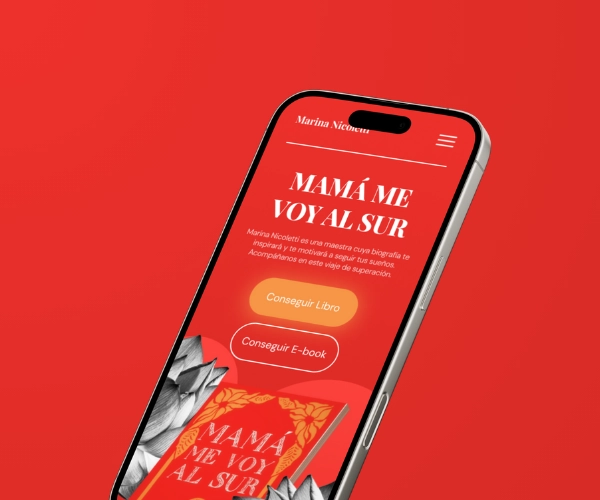 Marina Nicoletti
MAMÁ ME
VOY AL SUR
Marina Nicoletti es una maestra cuya biografía te
inspirará y te motivará a seguir tus sueños.
Acompáñanos en este viaje de superación.
Conseguir Libro
Conseguir E-book
MAMÁ
ME VOY
AL SUR